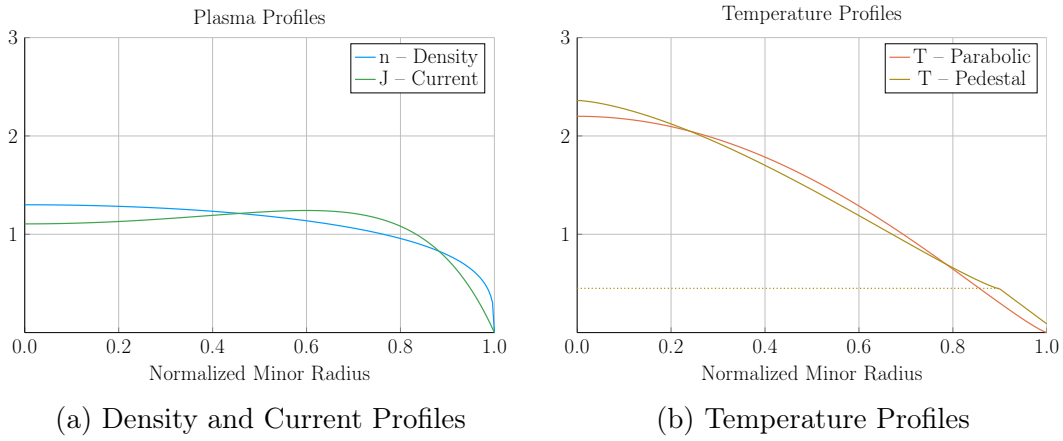 Plasma Profiles
3
2
1
n – Density
J – Current
0.0 0.2 0.4 0.6 0.8 1.0
Normalized Minor Radius
(a) Density and Current Profiles
Temperature Profiles
3
2
1
T – Parabolic
T – Pedestal
0.0 0.2 0.4 0.6 0.8 1.0
Normalized Minor Radius
(b) Temperature Profiles